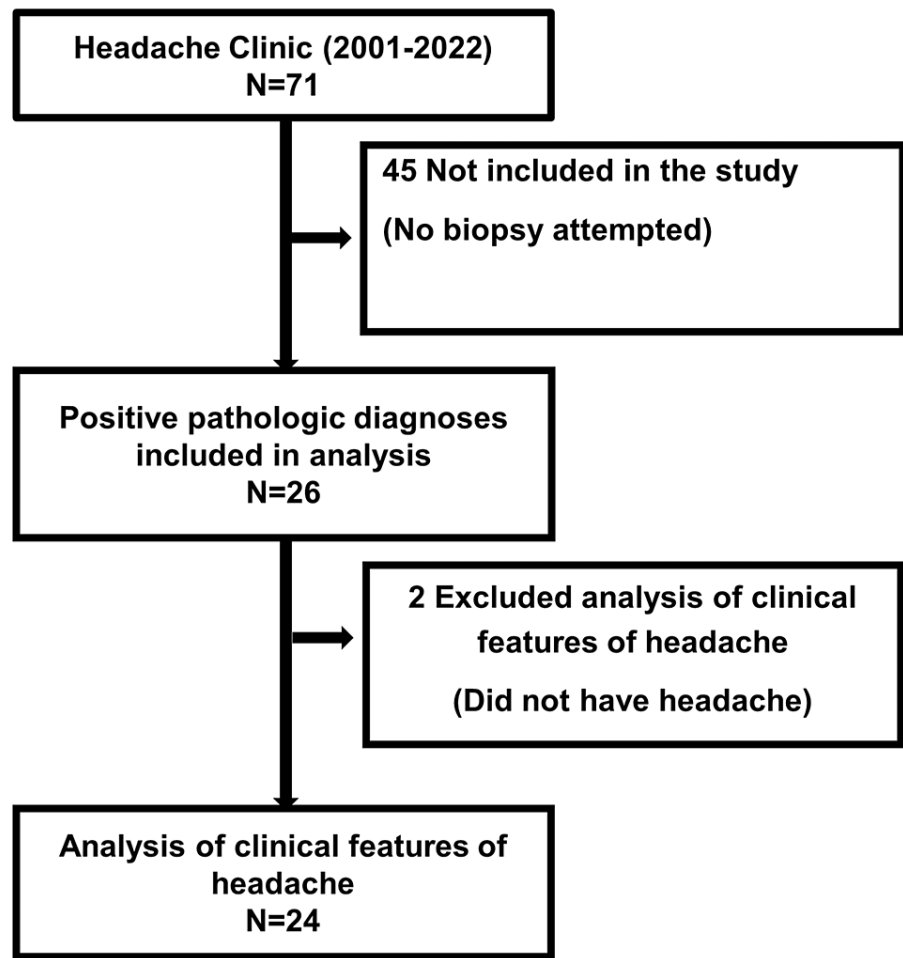 Headache Clinic (2001-2022)
N=71
45 Not included in the study
(No biopsy attempted)
Positive pathologic diagnoses
included in analysis
N=26
2 Excluded analysis of clinical
features of headache
(Did not have headache)
Analysis of clinical features of
headache
N=24